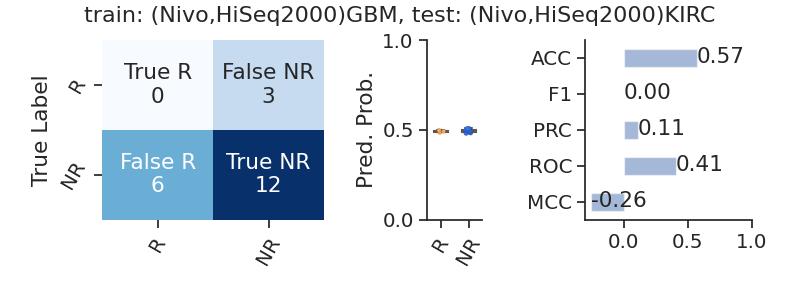 train: (Nivo,HiSeq2000)GBM, test: (Nivo,HiSeq2000)KIRC
True Label
R
NR
True R
0
False NR
3
False R
6
True NR
12
R
NR
Pred. Prob.
1.0
0.5
0.0
R
NR
ACC
0.57
F1
0.00
PRC
0.11
ROC
0.41
MCC
-0.26
0.0
0.5
1.0